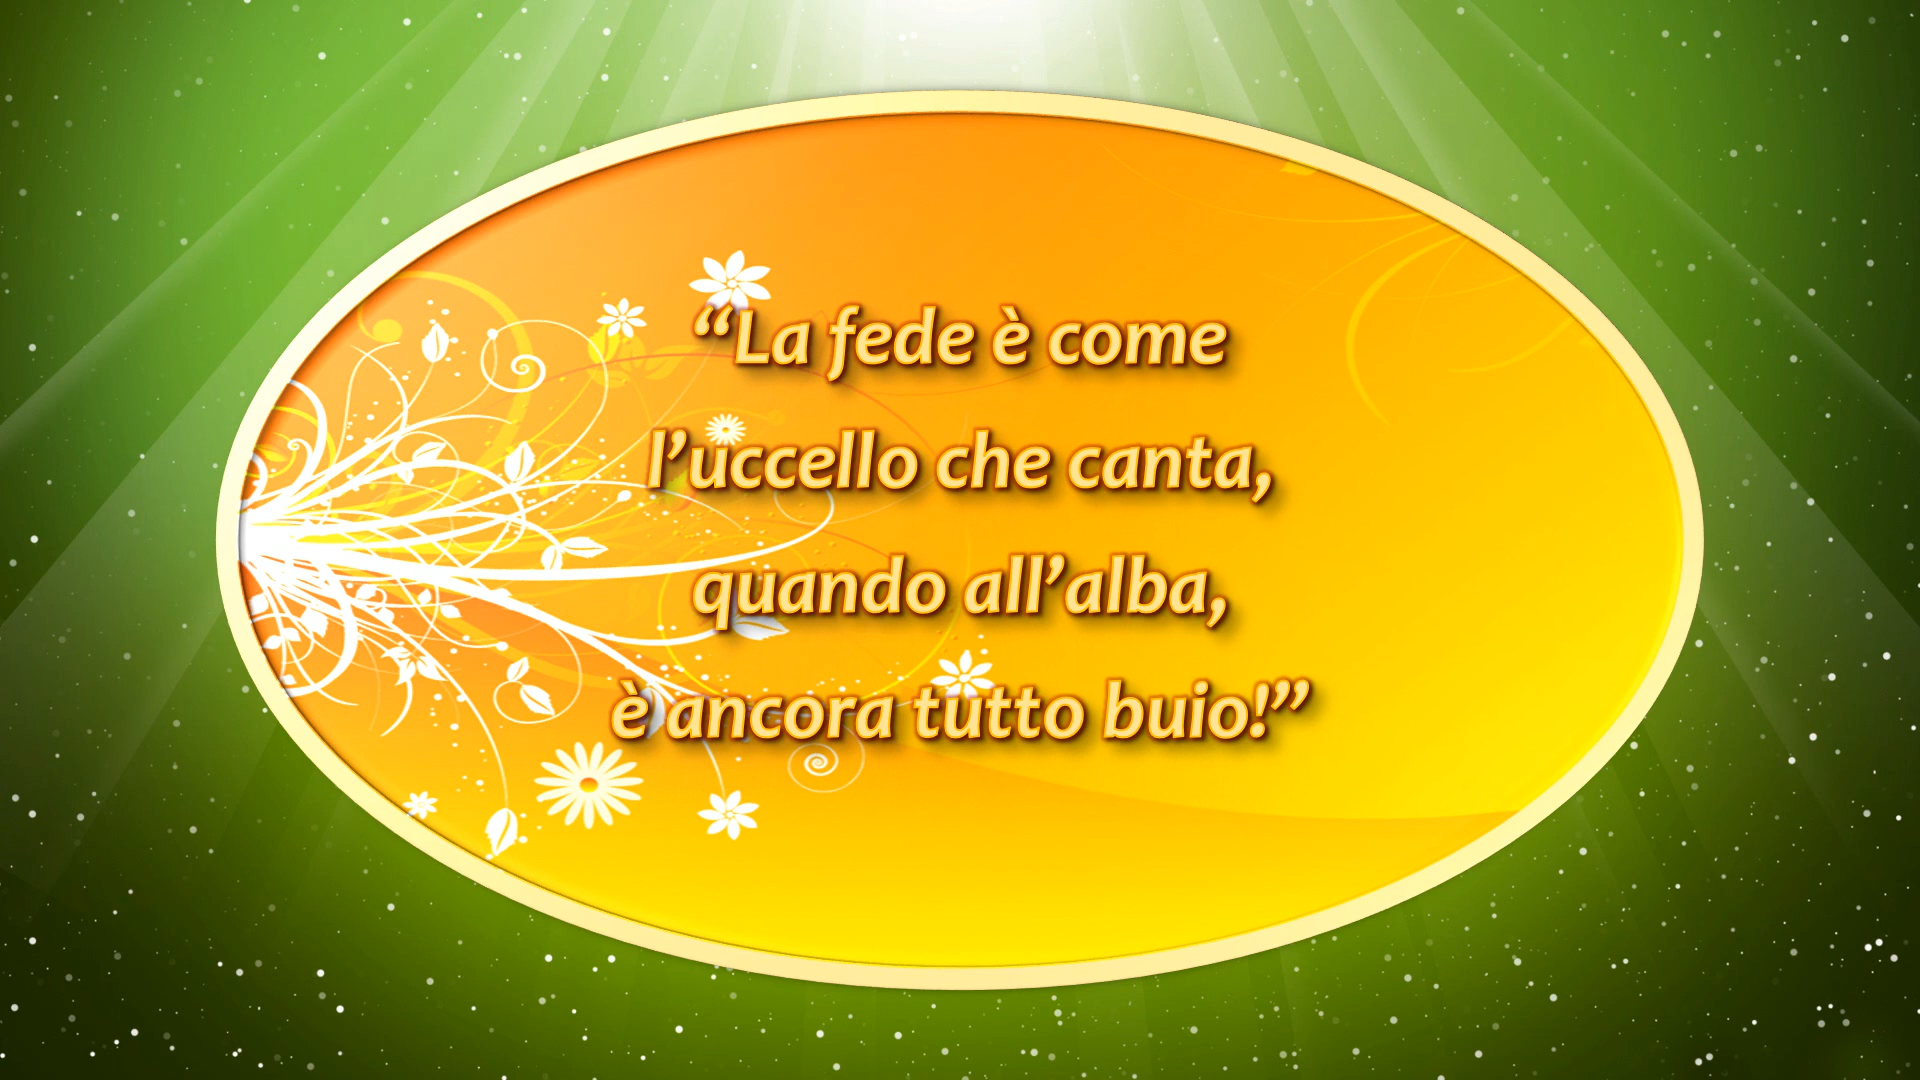 “La fede è come
l’uccello che canta,
quando all’alba,
è ancora tutto buio!”